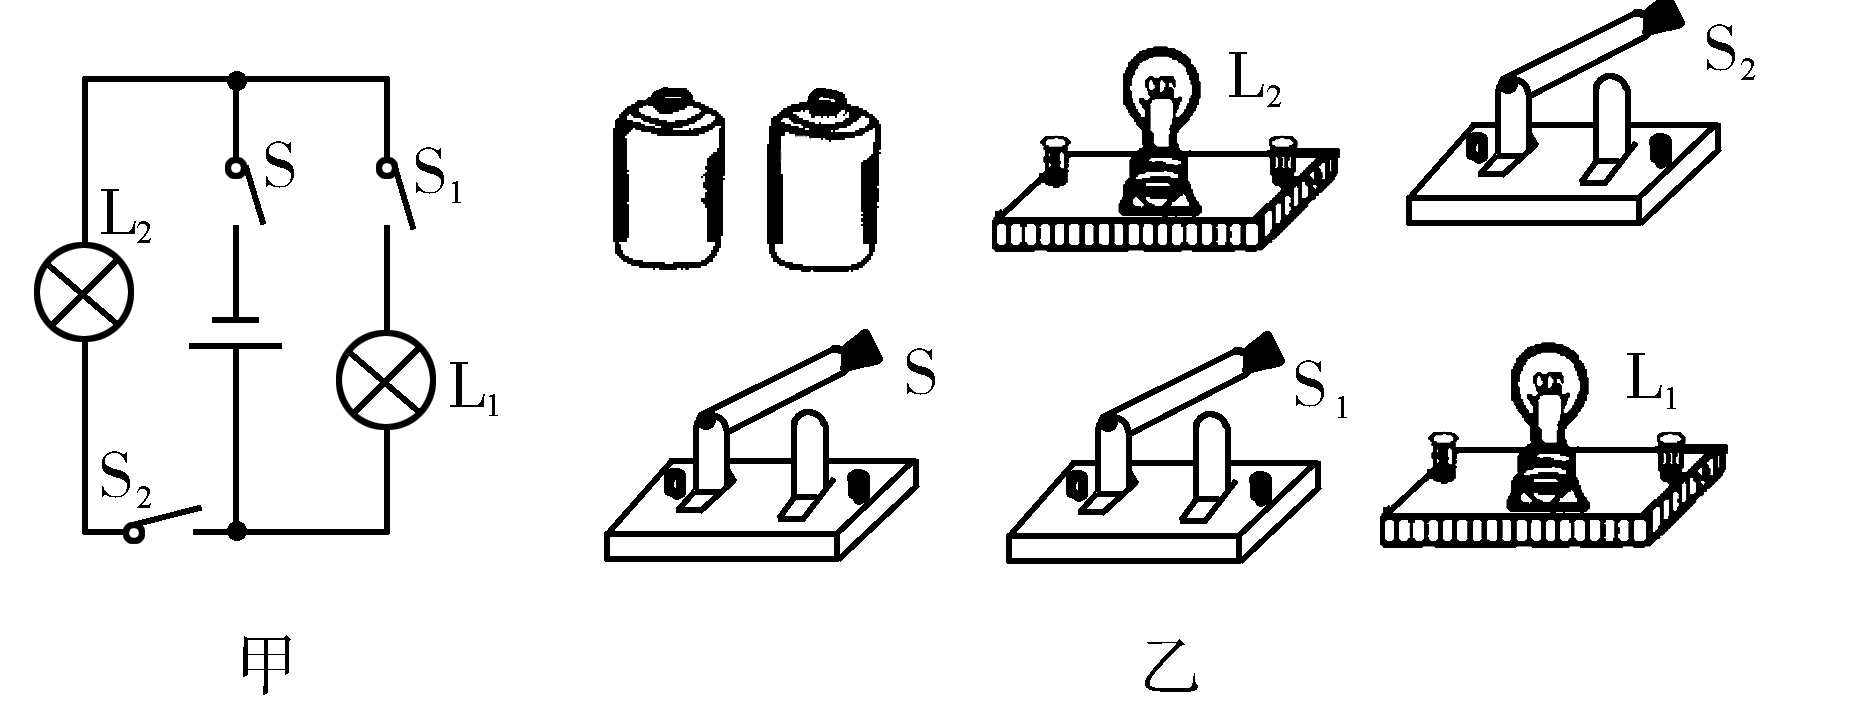 S
S₁
L₂
L₁
S₂
甲
L₂
S₂
S
S₁
L₁
乙